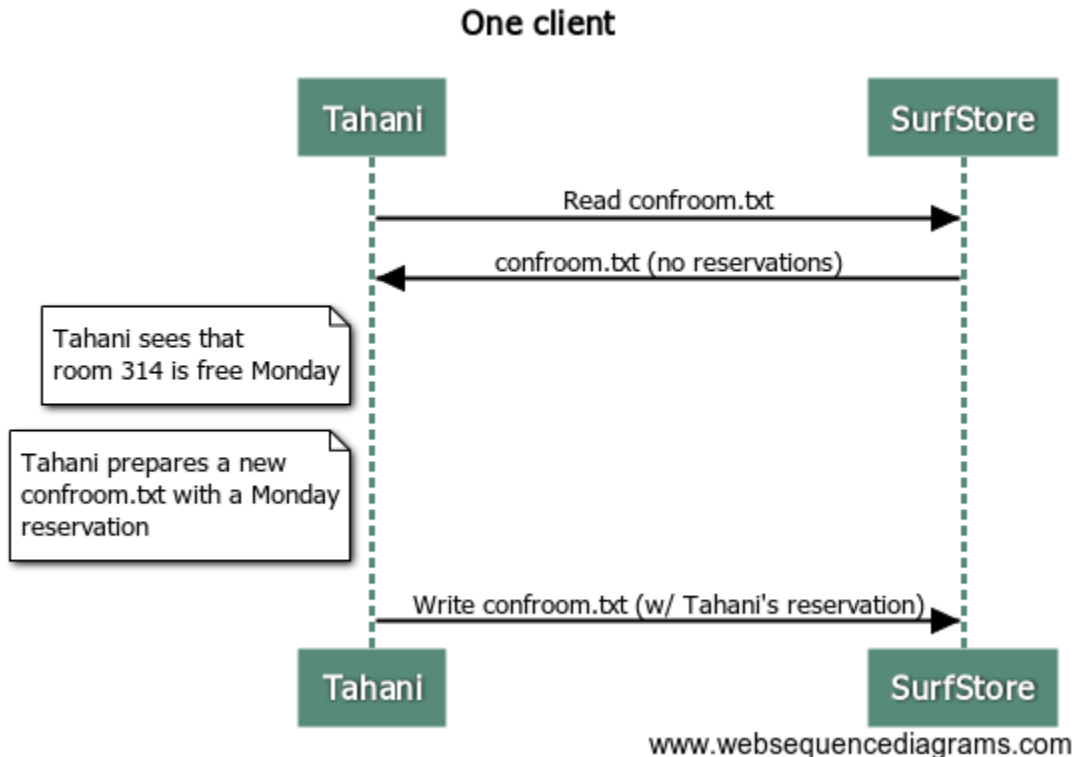 One client
Tahani
SurfStore
Read confroom.txt
confroom.txt (no reservations)
Tahani sees that
room 314 is free Monday
Tahani prepares a new
confroom.txt with a Monday
reservation
Write confroom.txt (w/ Tahani's reservation)
Tahani
SurfStore
www.websequencediagrams.com